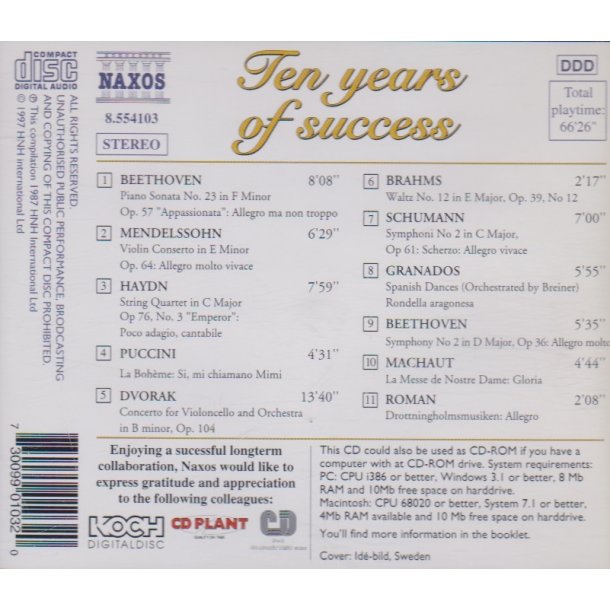 COMPACT
disc
DIGITAL AUDIO
NAXOS
8.554103
STEREO
Ten years
of success
DDD
Total
playtime:
66'26"
ALL RIGHTS RESERVED.
UNAUTHORISED PUBLIC PERFORMANCE, BRODCASTING
AND COPYING OF THIS COMPACT DISC PROHIBITED.
℗ This compilation 1987 HNH International Ltd
© 1997 HNH international Ltd
1 BEETHOVEN 8'08"
Piano Sonata No. 23 in F Minor
Op. 57 "Appassionata": Allegro ma non troppo
2 MENDELSSOHN 6'29"
Violin Conserto in E Minor
Op. 64: Allegro molto vivace
3 HAYDN 7'59"
String Quartet in C Major
Op 76, No. 3 "Emperor":
Poco adagio, cantabile
4 PUCCINI 4'31"
La Bohème: Si, mi chiamano Mimi
5 DVORAK 13'40"
Concerto for Violoncello and Orchestra
in B minor, Op. 104
6 BRAHMS 2'17"
Waltz No. 12 in E Major, Op. 39, No 12
7 SCHUMANN 7'00"
Symphoni No 2 in C Major,
Op 61: Scherzo: Allegro vivace
8 GRANADOS 5'55"
Spanish Dances (Orchestrated by Breiner)
Rondella aragonesa
9 BEETHOVEN 5'35"
Symphony No 2 in D Major, Op 36: Allegro molto
10 MACHAUT 4'44"
La Messe de Nostre Dame: Gloria
11 ROMAN 2'08"
Drottningholmsmusiken: Allegro
Enjoying a sucessful longterm
collaboration, Naxos would like to
express gratitude and appreciation
to the following colleagues:
KOCH
DIGITALDISC
CD PLANT
CD
This CD could also be used as CD-ROM if you have a
computer with at CD-ROM drive. System requirements:
PC: CPU i386 or better, Windows 3.1 or better, 8 Mb
RAM and 10Mb free space on harddrive.
Macintosh: CPU 68020 or better, System 7.1 or better,
4Mb RAM available and 10 Mb free space on harddrive.
You'll find more information in the booklet.
Cover: Idé-bild, Sweden
7 30099 01032 0